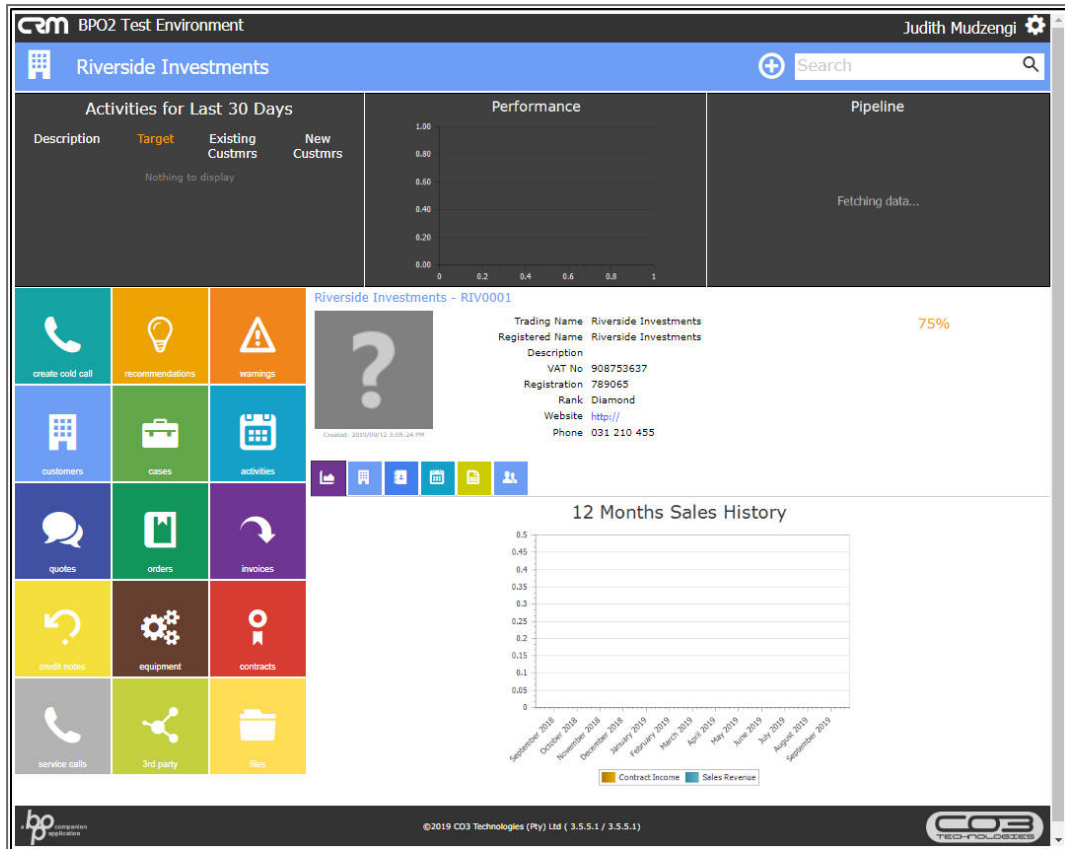 CRM BPO2 Test Environment
Judith Mudzengi
Riverside Investments
Search
Activities for Last 30 Days
Description Target Existing Custmrs New Custmrs
Nothing to display
Performance
1.00
0.80
0.60
0.40
0.20
0.00
0 0.2 0.4 0.6 0.8 1
Pipeline
Fetching data...
create cold call
recommendations
warnings
customers
cases
activities
quotes
orders
invoices
credit notes
equipment
contracts
service calls
3rd party
files
Riverside Investments - RIV0001
?
Created: 2019/09/12 3:05:24 PM
Trading Name Riverside Investments
Registered Name Riverside Investments
Description
VAT No 908753637
Registration 789065
Rank Diamond
Website http://
Phone 031 210 455
75%
12 Months Sales History
0.5
0.45
0.4
0.35
0.3
0.25
0.2
0.15
0.1
0.05
0
September 2018
October 2018
November 2018
December 2018
January 2019
February 2019
March 2019
April 2019
May 2019
June 2019
July 2019
August 2019
September 2019
Contract Income Sales Revenue
a bpo companion
application
©2019 CO3 Technologies (Pty) Ltd ( 3.5.5.1 / 3.5.5.1)
CO3
TECHNOLOGIES